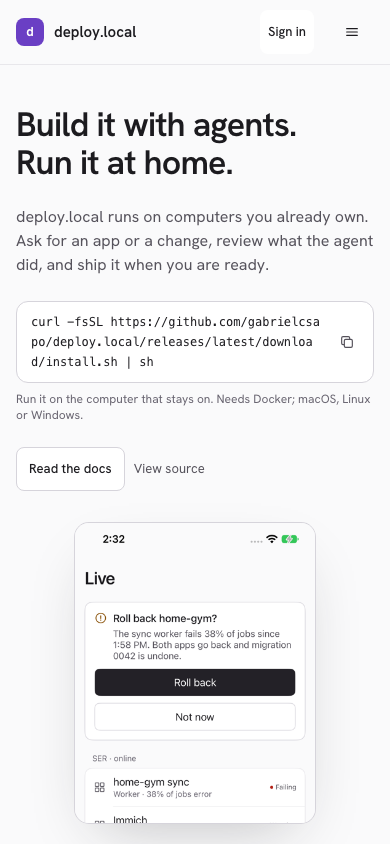 d deploy.local Sign in
Build it with agents.
Run it at home.
deploy.local runs on computers you already own.
Ask for an app or a change, review what the agent
did, and ship it when you are ready.
curl -fsSL https://github.com/gabrielcsa
po/deploy.local/releases/latest/downloa
d/install.sh | sh
Run it on the computer that stays on. Needs Docker; macOS, Linux
or Windows.
Read the docs View source
2:32
Live
Roll back home-gym?
The sync worker fails 38% of jobs since
1:58 PM. Both apps go back and migration
0042 is undone.
Roll back
Not now
SER · online
home-gym sync
Worker · 38% of jobs error
Failing
Immich